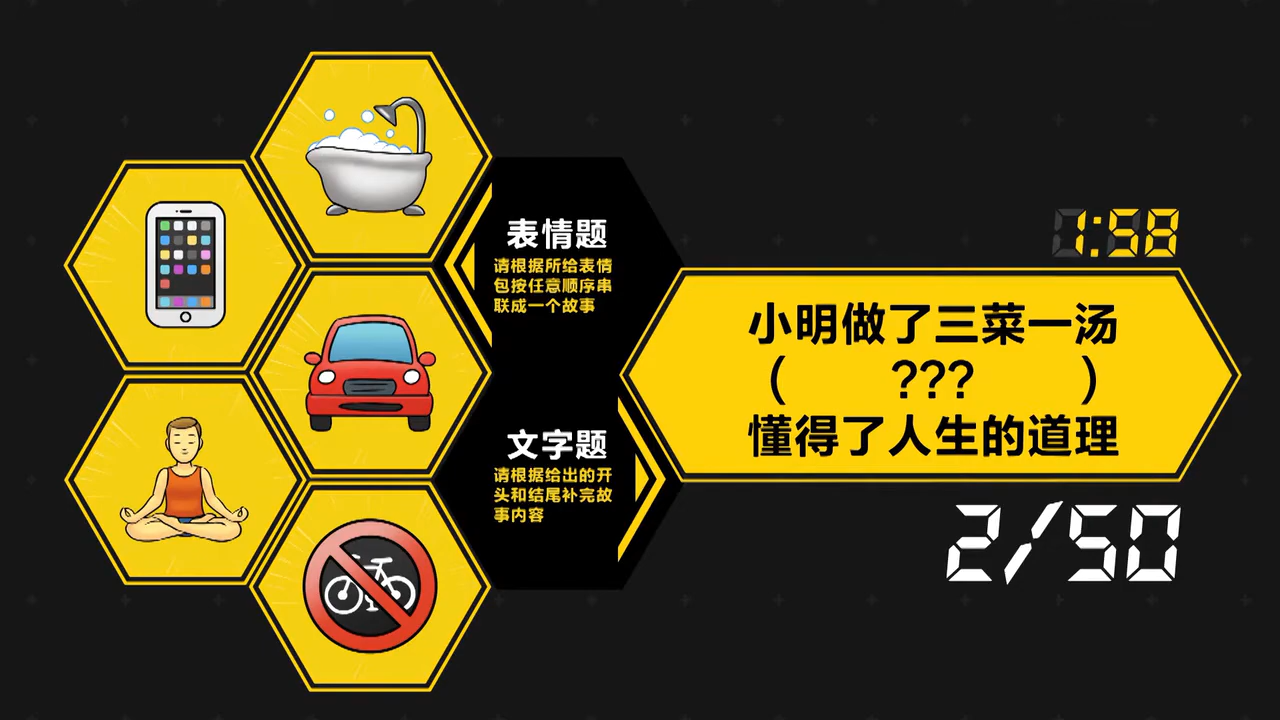 表情题
请根据所给表情
包按任意顺序串
联成一个故事
文字题
请根据给出的开
头和结尾补完故
事内容
1:58
小明做了三菜一汤
( ??? )
懂得了人生的道理
2/50